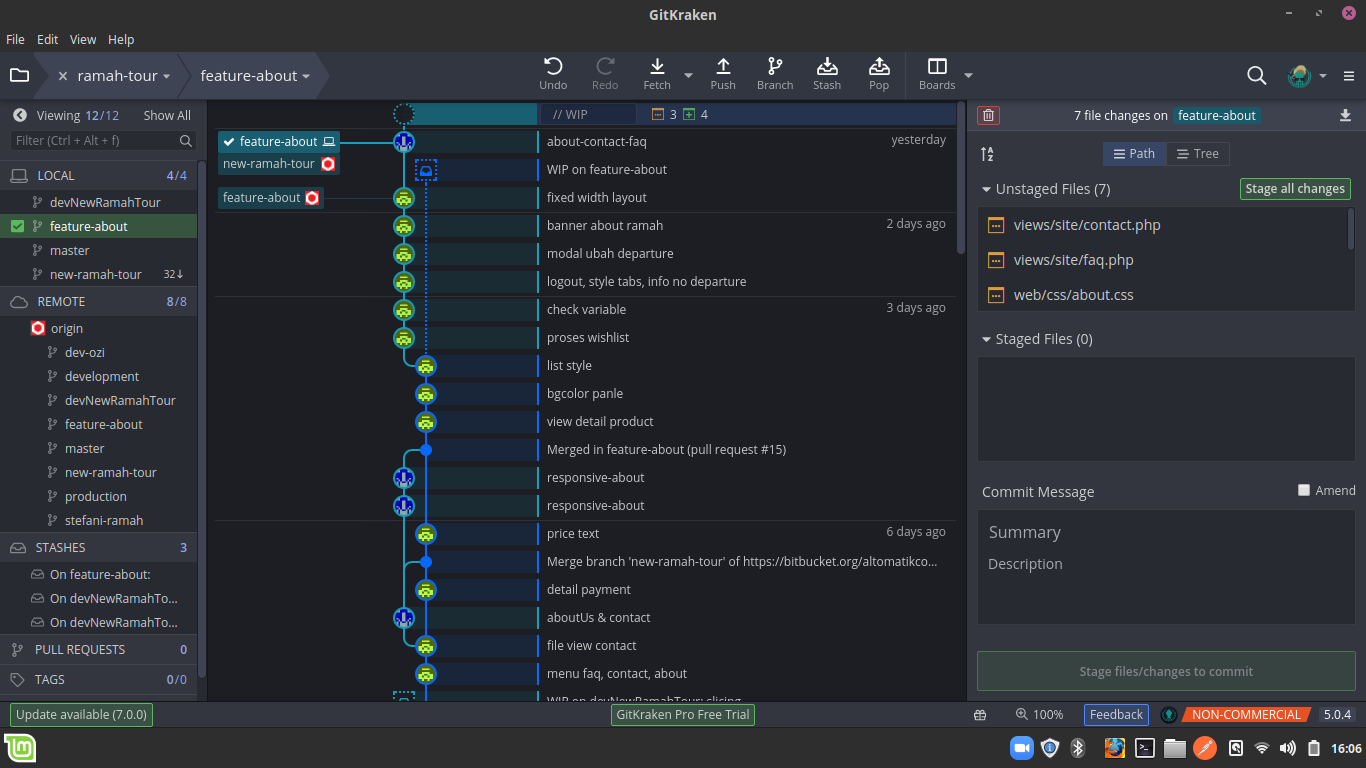 GitKraken
File Edit View Help
ramah-tour
feature-about
Undo
Redo
Fetch
Push
Branch
Stash
Pop
Boards
Viewing 12/12 Show All
Filter (Ctrl + Alt + f)
LOCAL 4/4
devNewRamahTour
feature-about
master
new-ramah-tour 32↓
REMOTE 8/8
origin
dev-ozi
development
devNewRamahTour
feature-about
master
new-ramah-tour
production
stefani-ramah
STASHES 3
On feature-about:
On devNewRamahTo...
On devNewRamahTo...
PULL REQUESTS 0
TAGS 0/0
// WIP 3 4
feature-about
about-contact-faq yesterday
new-ramah-tour
WIP on feature-about
feature-about
fixed width layout
banner about ramah 2 days ago
modal ubah departure
logout, style tabs, info no departure
check variable 3 days ago
proses wishlist
list style
bgcolor panle
view detail product
Merged in feature-about (pull request #15)
responsive-about
responsive-about
price text 6 days ago
Merge branch 'new-ramah-tour' of https://bitbucket.org/altomatikco...
detail payment
aboutUs & contact
file view contact
menu faq, contact, about
WIP on devNewRamahTour: slicing
7 file changes on feature-about
Path Tree
Unstaged Files (7) Stage all changes
views/site/contact.php
views/site/faq.php
web/css/about.css
Staged Files (0)
Commit Message Amend
Summary
Description
Stage files/changes to commit
Update available (7.0.0) GitKraken Pro Free Trial 100% Feedback NON-COMMERCIAL 5.0.4
16:06